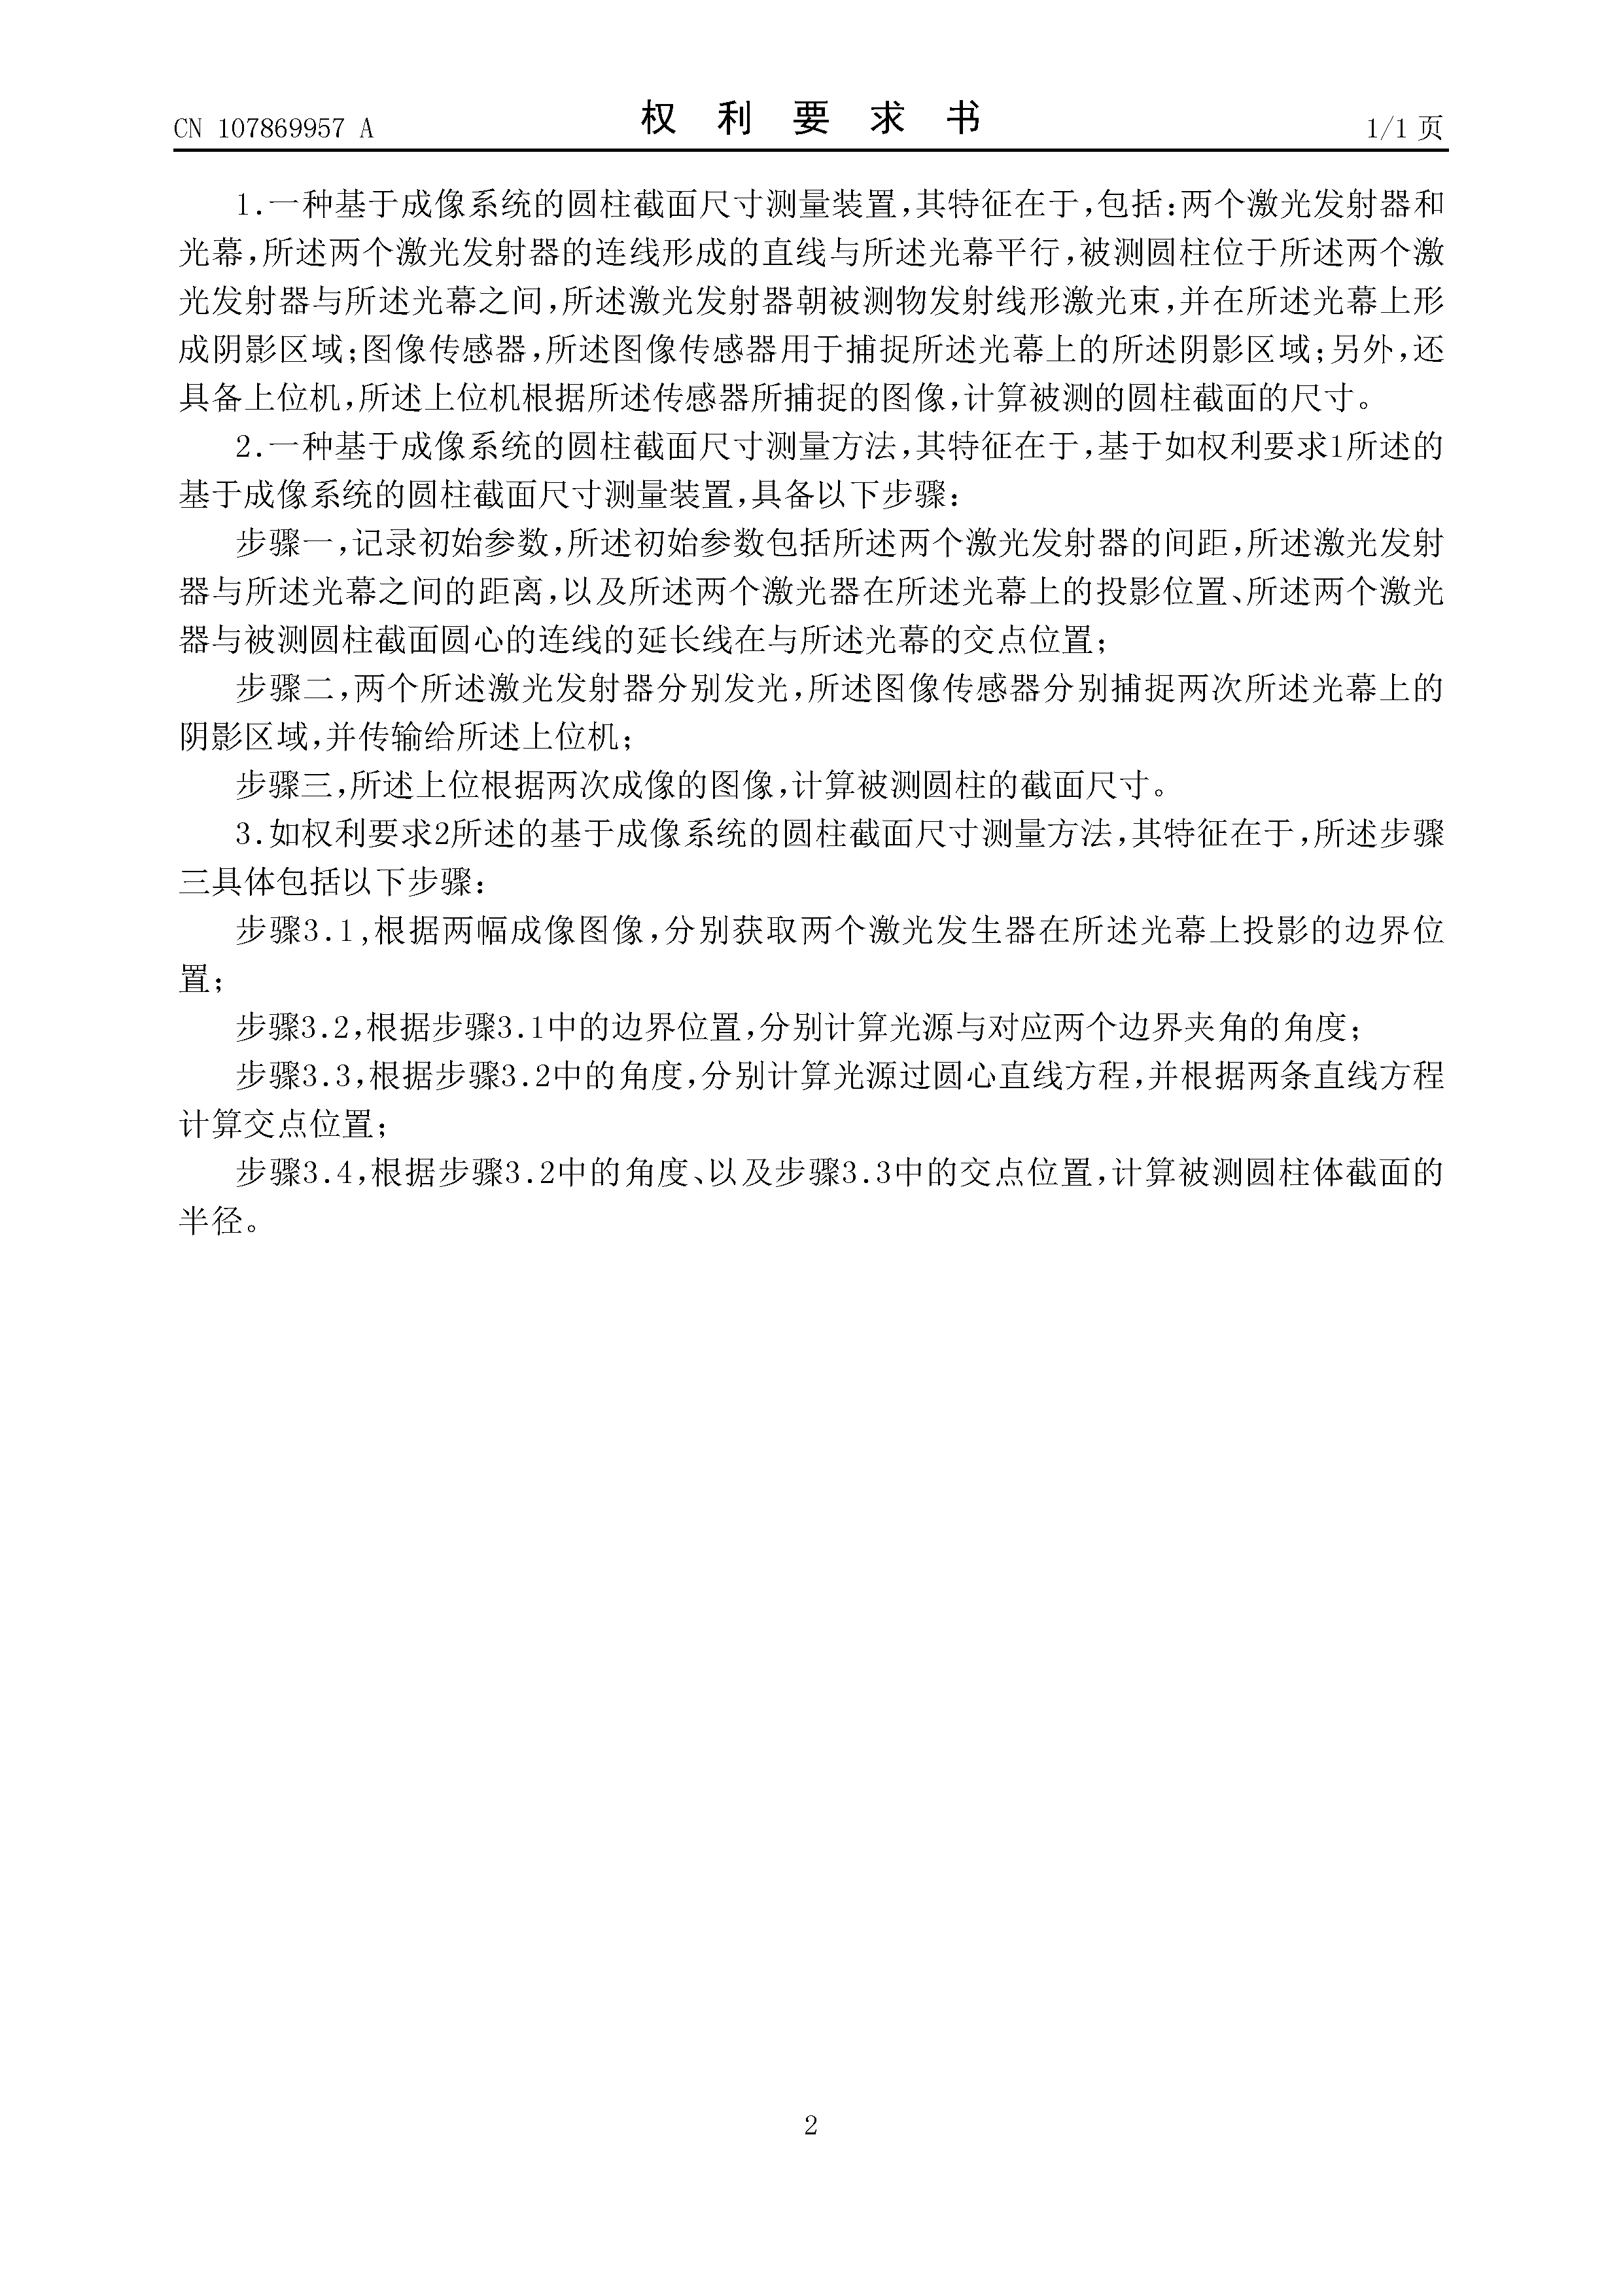 CN 107869957 A
权 利 要 求 书
1/1 页
1.一种基于成像系统的圆柱截面尺寸测量装置,其特征在于,包括:两个激光发射器和
光幕,所述两个激光发射器的连线形成的直线与所述光幕平行,被测圆柱位于所述两个激
光发射器与所述光幕之间,所述激光发射器朝被测物发射线形激光束,并在所述光幕上形
成阴影区域;图像传感器,所述图像传感器用于捕捉所述光幕上的所述阴影区域;另外,还
具备上位机,所述上位机根据所述传感器所捕捉的图像,计算被测的圆柱截面的尺寸。
2.一种基于成像系统的圆柱截面尺寸测量方法,其特征在于,基于如权利要求1所述的
基于成像系统的圆柱截面尺寸测量装置,具备以下步骤:
步骤一,记录初始参数,所述初始参数包括所述两个激光发射器的间距,所述激光发射
器与所述光幕之间的距离,以及所述两个激光器在所述光幕上的投影位置、所述两个激光
器与被测圆柱截面圆心的连线的延长线在与所述光幕的交点位置;
步骤二,两个所述激光发射器分别发光,所述图像传感器分别捕捉两次所述光幕上的
阴影区域,并传输给所述上位机;
步骤三,所述上位根据两次成像的图像,计算被测圆柱的截面尺寸。
3.如权利要求2所述的基于成像系统的圆柱截面尺寸测量方法,其特征在于,所述步骤
三具体包括以下步骤:
步骤3.1,根据两幅成像图像,分别获取两个激光发生器在所述光幕上投影的边界位
置;
步骤3.2,根据步骤3.1中的边界位置,分别计算光源与对应两个边界夹角的角度;
步骤3.3,根据步骤3.2中的角度,分别计算光源过圆心直线方程,并根据两条直线方程
计算交点位置;
步骤3.4,根据步骤3.2中的角度、以及步骤3.3中的交点位置,计算被测圆柱体截面的
半径。
2